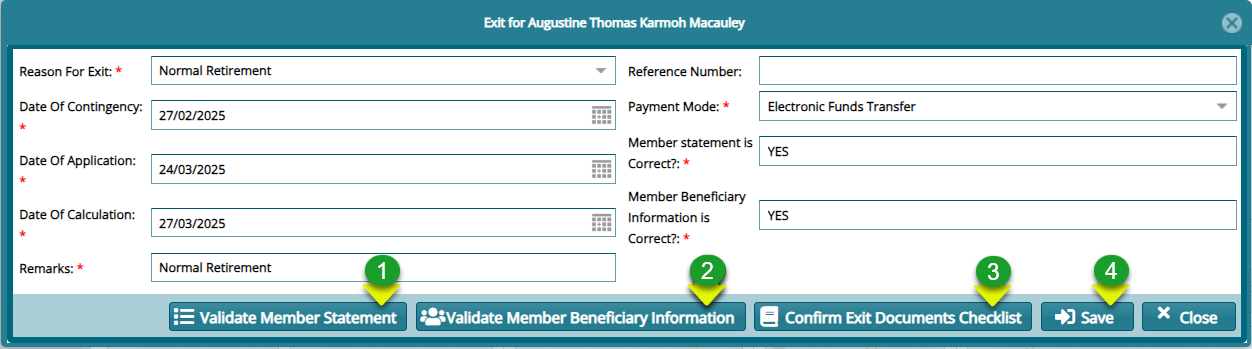 Exit for Augustine Thomas Karmoh Macauley
Reason For Exit: *
Normal Retirement
Date Of Contingency:
*
27/02/2025
Date Of Application:
*
24/03/2025
Date Of Calculation:
*
27/03/2025
Remarks: *
Normal Retirement
Reference Number:
Payment Mode: *
Electronic Funds Transfer
Member statement is
Correct?: *
YES
Member Beneficiary
Information is
Correct?: *
YES
1
2
3
4
Validate Member Statement
Validate Member Beneficiary Information
Confirm Exit Documents Checklist
Save
Close